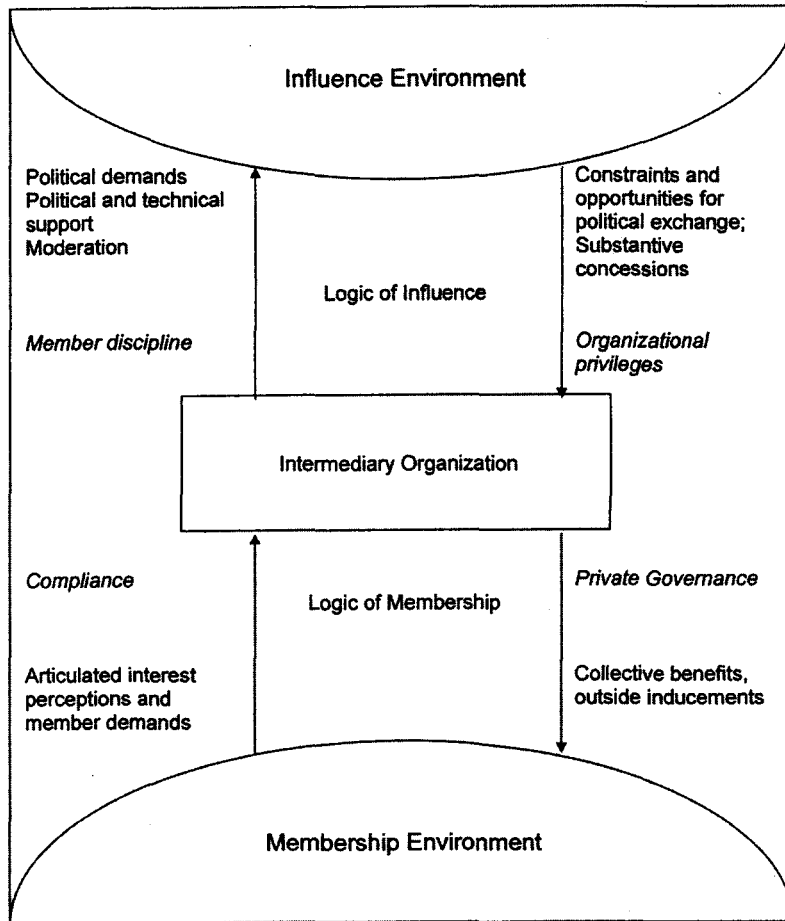 Influence Environment
Political demands
Political and technical
support
Moderation
Constraints and
opportunities for
political exchange;
Substantive
concessions
Logic of Influence
Member discipline
Organizational
privileges
Intermediary Organization
Compliance
Private Governance
Logic of Membership
Articulated interest
perceptions and
member demands
Collective benefits,
outside inducements
Membership Environment